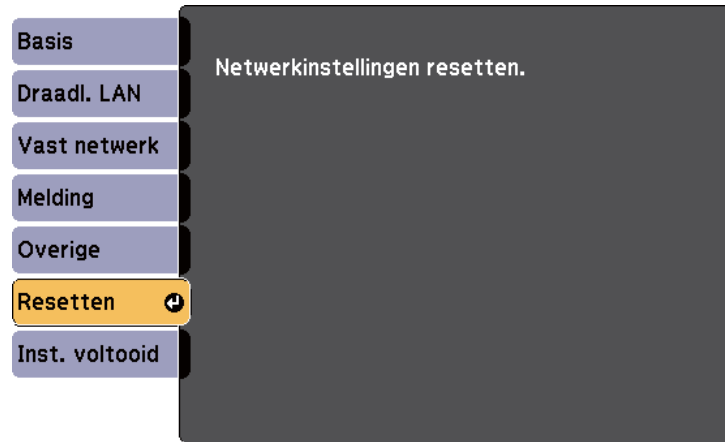 Basis
Draadl. LAN
Vast netwerk
Melding
Overige
Resetten
Inst. voltooid
Netwerkinstellingen resetten.